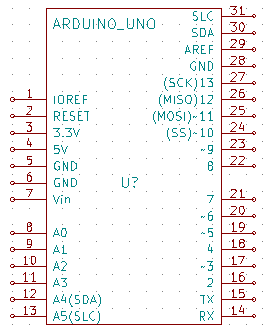 ARDUINO_UNO
SLC 31
SDA 30
AREF 29
GND 28
(SCK)13 27
1 IOREF (MISO)12 26
2 RESET (MOSI)~11 25
3 3.3V (SS)~10 24
4 5V ~9 23
5 GND 8 22
6 GND U?
7 Vin 7 21
~6 20
8 A0 ~5 19
9 A1 4 18
10 A2 ~3 17
11 A3 2 16
12 A4(SDA) TX 15
13 A5(SLC) RX 14